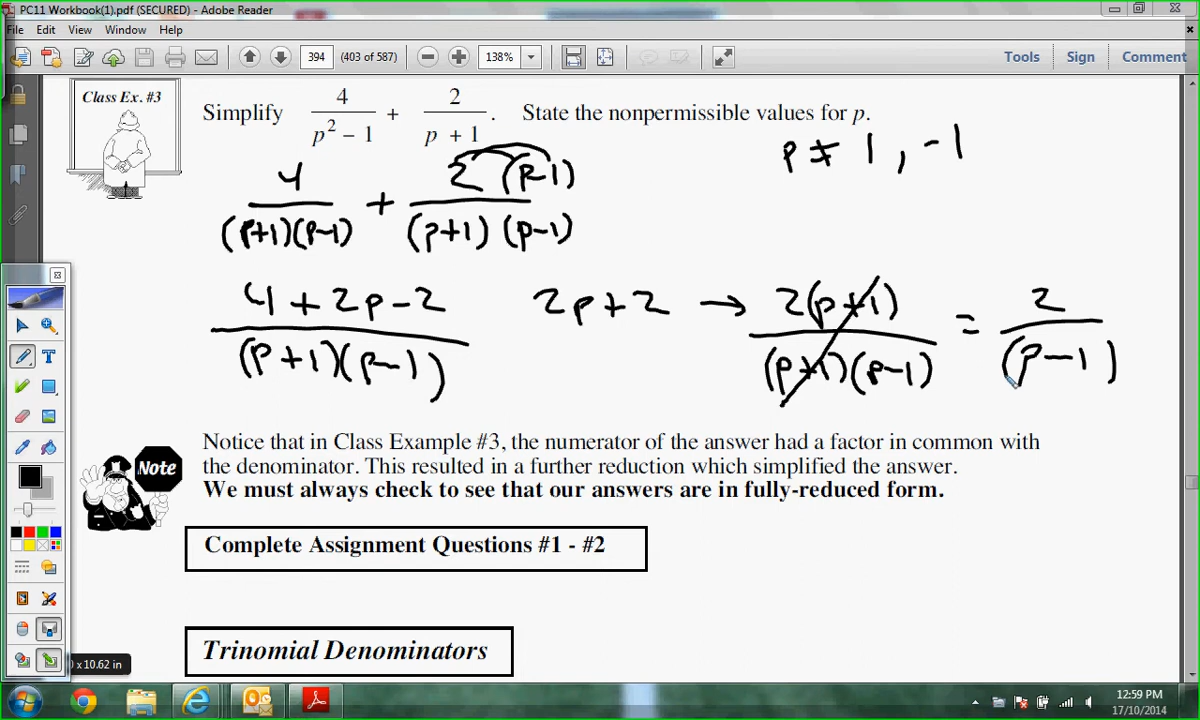 PC11 Workbook(1).pdf (SECURED) - Adobe Reader
File Edit View Window Help
394 (403 of 587) 138% Tools Sign Comment
Class Ex. #3
Simplify 4/(p² − 1) + 2/(p + 1). State the nonpermissible values for p.
p ≠ 1, -1
4/((p+1)(p-1)) + 2(p-1)/((p+1)(p-1))
(4+2p-2)/((p+1)(p-1)) 2p+2 → 2(p+1)/((p+1)(p-1)) = 2/(p-1)
Notice that in Class Example #3, the numerator of the answer had a factor in common with
the denominator. This resulted in a further reduction which simplified the answer.
Note
We must always check to see that our answers are in fully-reduced form.
Complete Assignment Questions #1 - #2
Trinomial Denominators
x 10.62 in
12:59 PM
17/10/2014